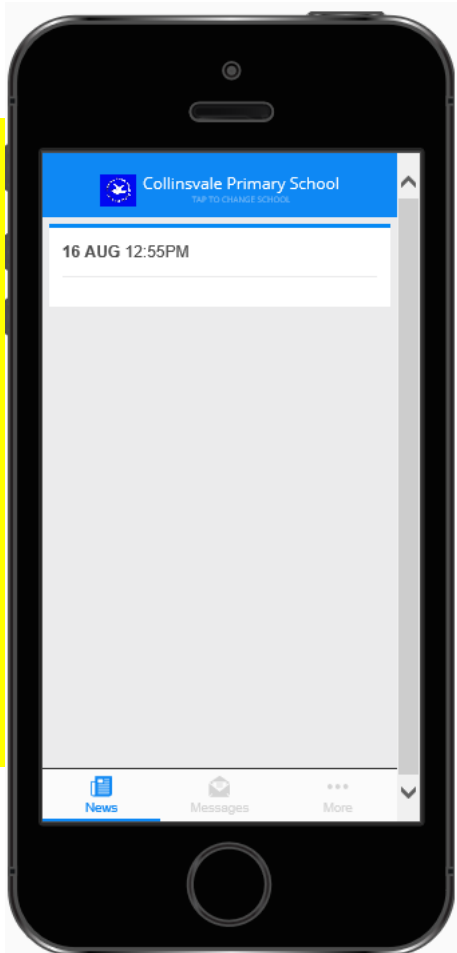 Collinsvale Primary School
TAP TO CHANGE SCHOOL
16 AUG 12:55PM
News
Messages
More